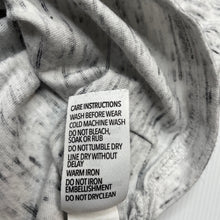 CARE INSTRUCTIONS
WASH BEFORE WEAR
COLD MACHINE WASH
DO NOT BLEACH,
SOAK OR RUB
DO NOT TUMBLE DRY
LINE DRY WITHOUT
DELAY
WARM IRON
DO NOT IRON
EMBELLISHMENT
DO NOT DRYCLEAN